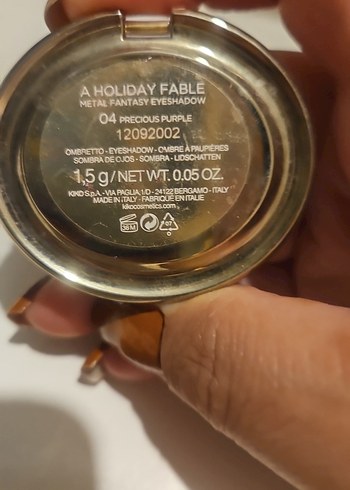 A HOLIDAY FABLE
METAL FANTASY EYESHADOW
04 PRECIOUS PURPLE
12092002
OMBRETTO - EYESHADOW - OMBRE À PAUPIÈRES
SOMBRA DE OJOS - SOMBRA - LIDSCHATTEN
1,5 g / NET WT. 0.05 OZ.
KIKO S.p.A. - VIA PAGLIA, 1/D - 24122 BERGAMO - ITALY
MADE IN ITALY - FABRIQUÉ EN ITALIE
kikocosmetics.com
36 M
07